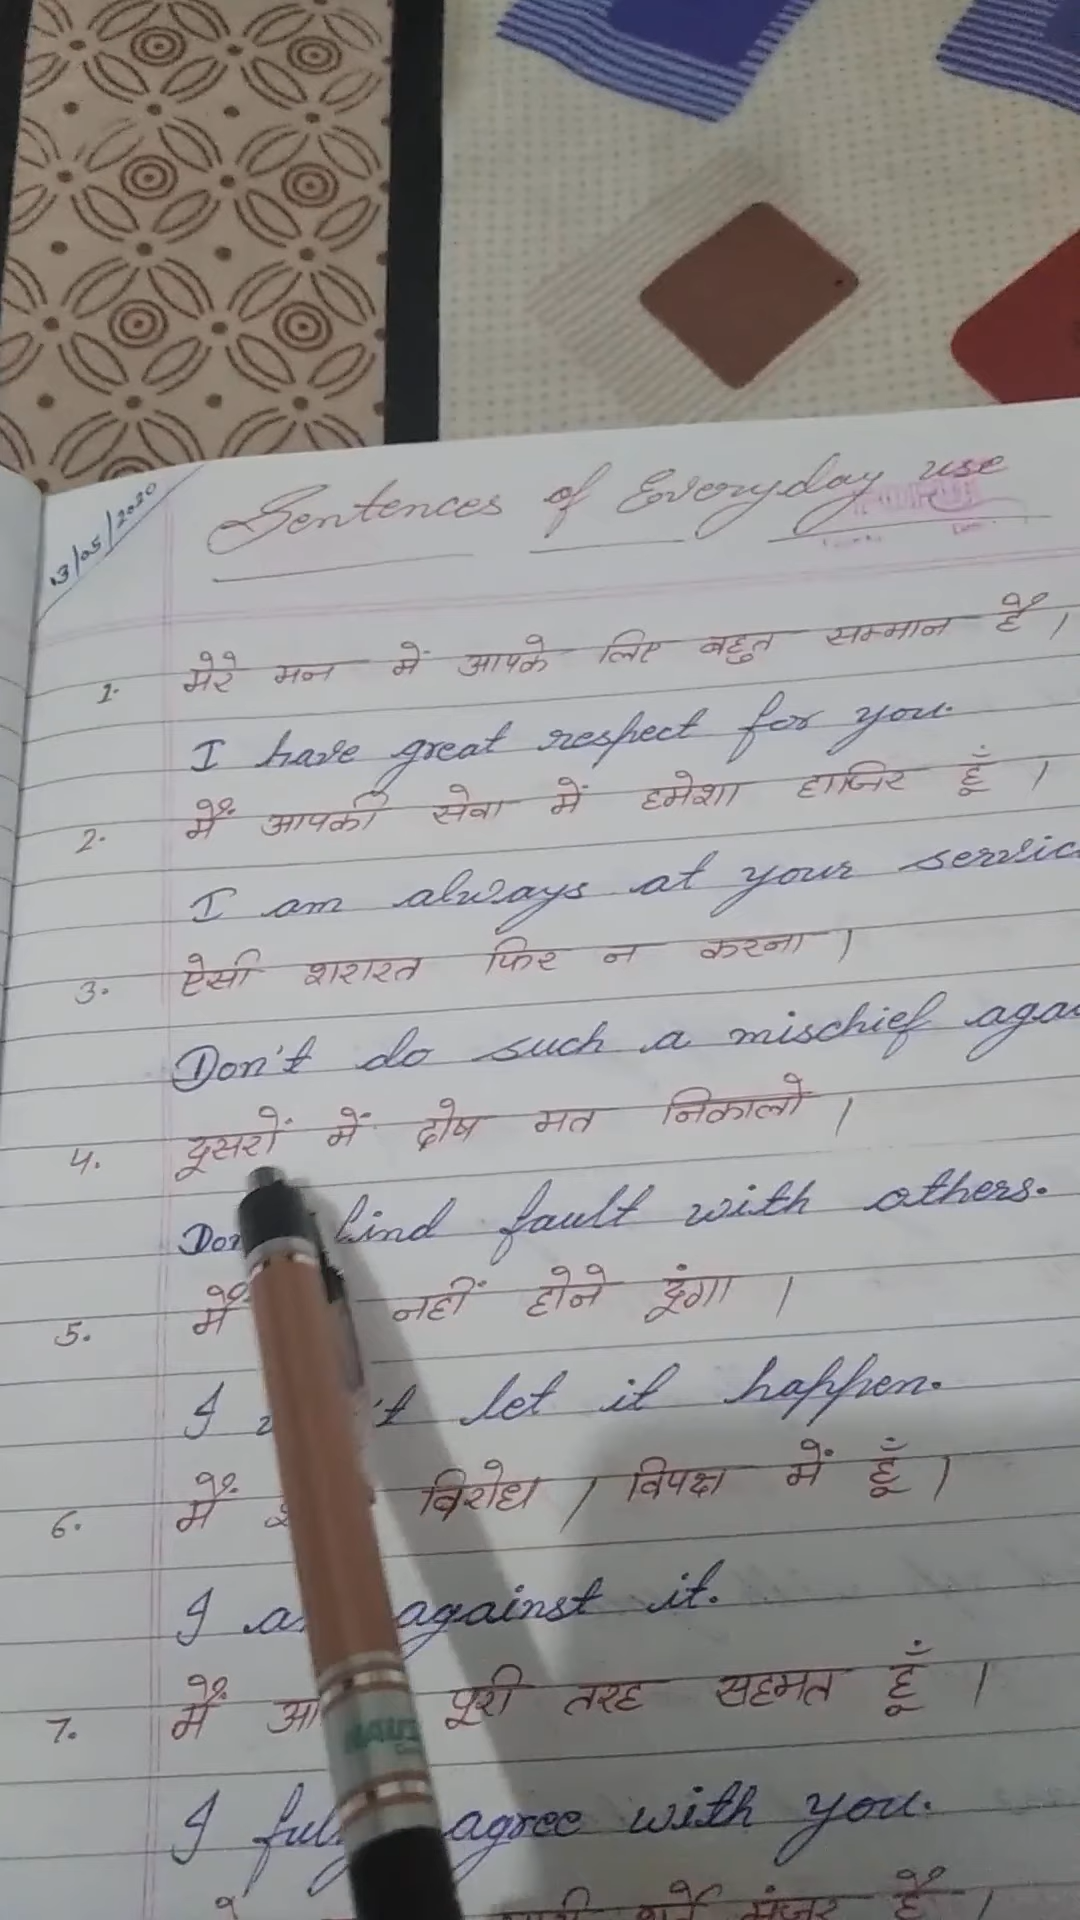 13/05/2020
Sentences of Everyday use
1. मेरे मन में आपके लिए बहुत सम्मान है।
I have great respect for you.
2. मैं आपकी सेवा में हमेशा हाजिर हूँ।
I am always at your servic
3. ऐसी शरारत फिर न करना।
Don't do such a mischief aga
4. दूसरों में दोष मत निकालो।
Don find fault with others.
5. मैं नहीं होने दूंगा।
I 't let it happen.
6. मैं विरोध / विपक्ष में हूँ।
I a against it.
7. मैं आ पूरी तरह सहमत हूँ।
I ful agree with you.
शर्तें मंजूर हैं।